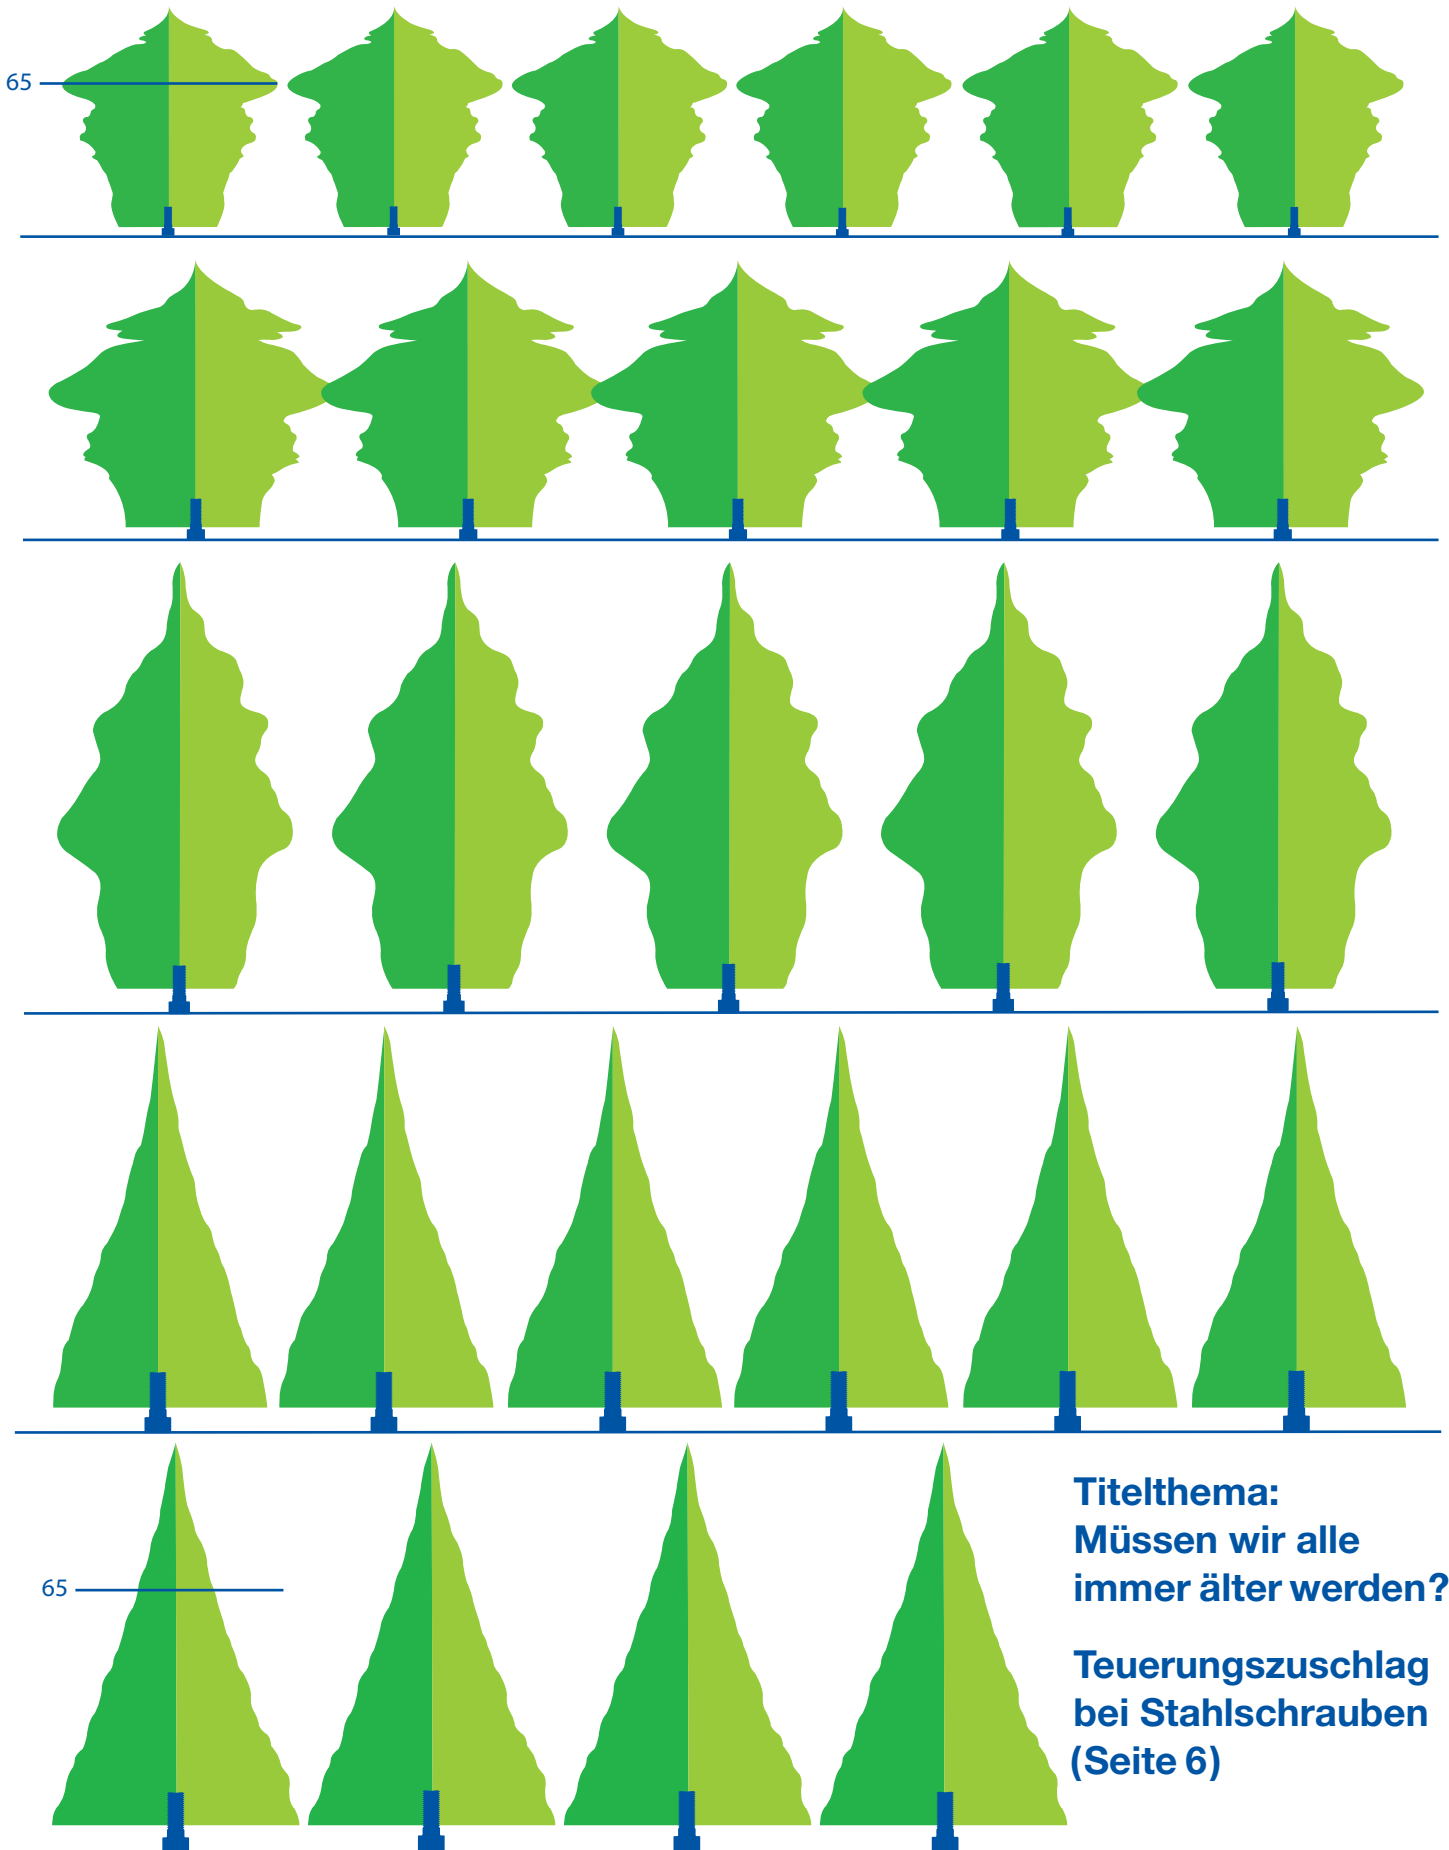 65
65
Titelthema:
Müssen wir alle
immer älter werden?
Teuerungszuschlag
bei Stahlschrauben
(Seite 6)